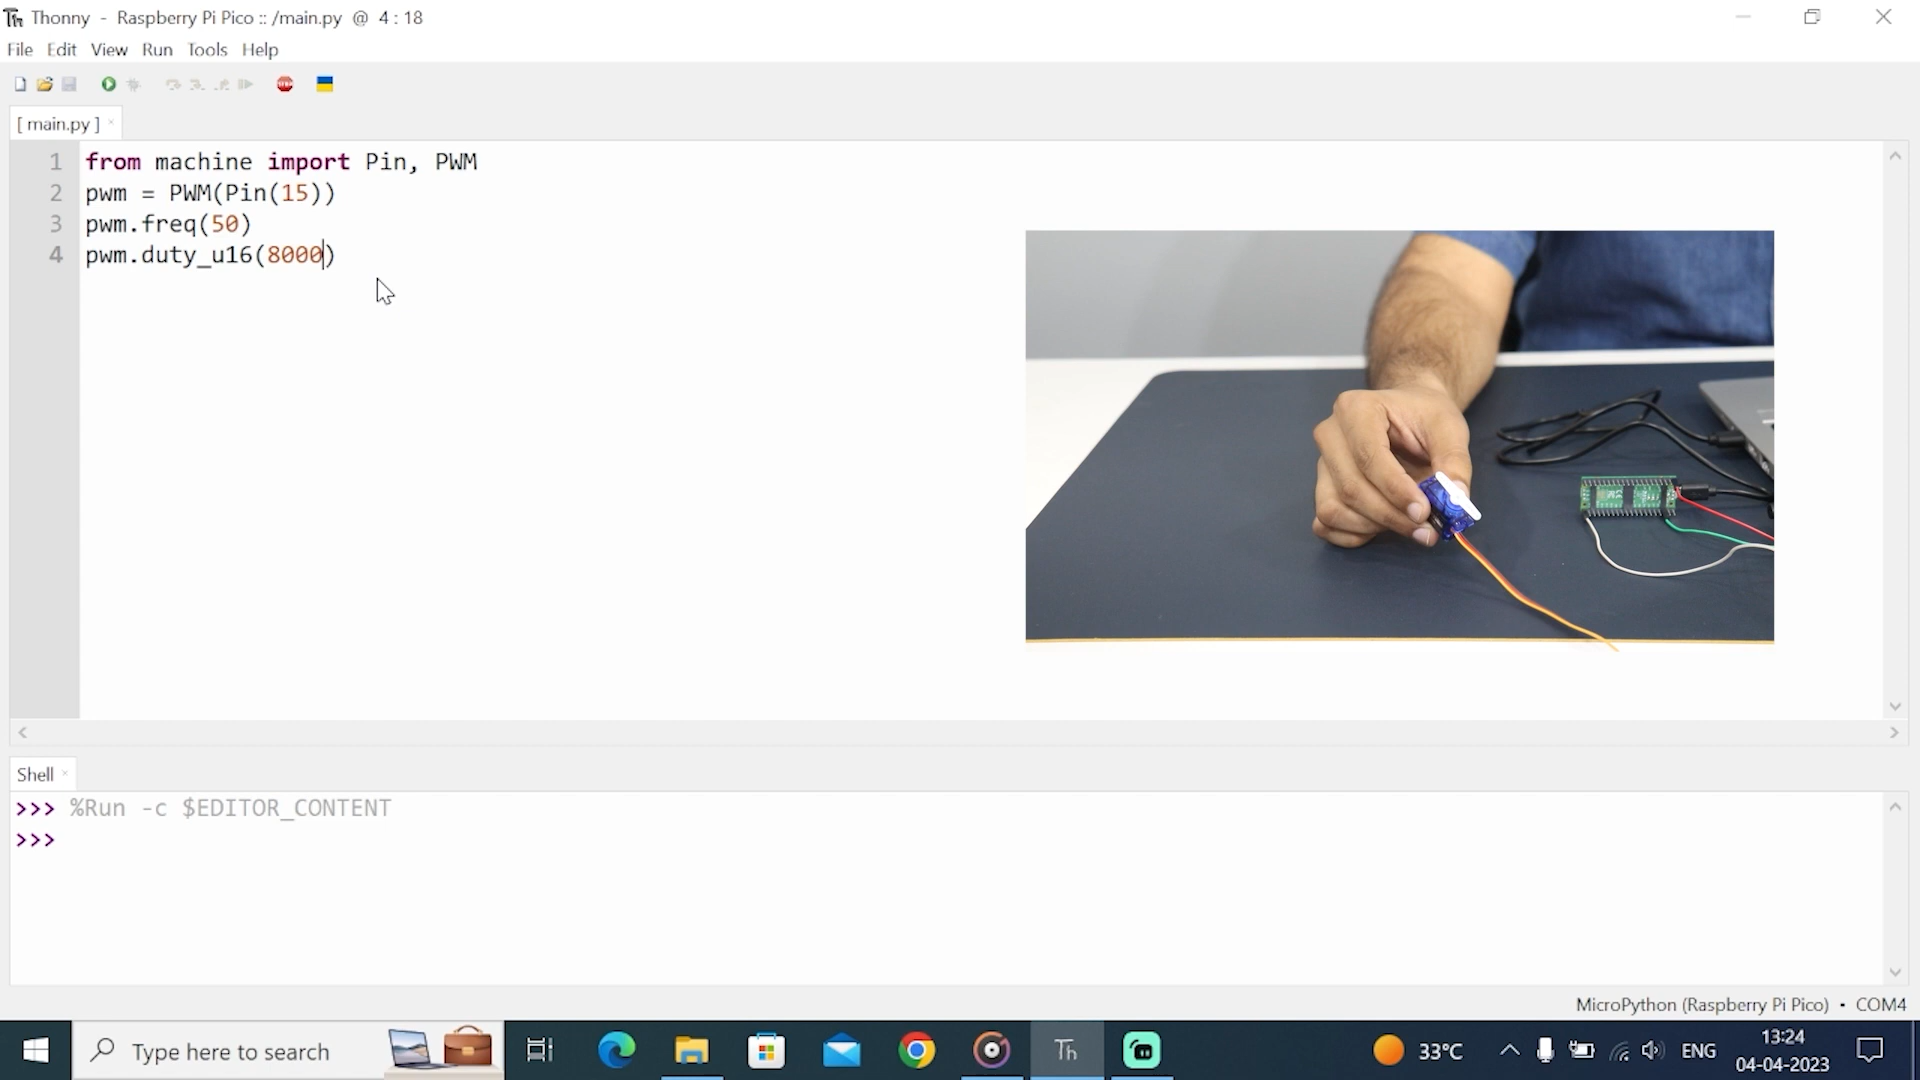 Th Thonny - Raspberry Pi Pico :: /main.py @ 4 : 18
File Edit View Run Tools Help
[ main.py ] ×
1 from machine import Pin, PWM
2 pwm = PWM(Pin(15))
3 pwm.freq(50)
4 pwm.duty_u16(8000)
Shell ×
>>> %Run -c $EDITOR_CONTENT
>>>
MicroPython (Raspberry Pi Pico) • COM4
Type here to search
Th
33°C
ENG
13:24
04-04-2023